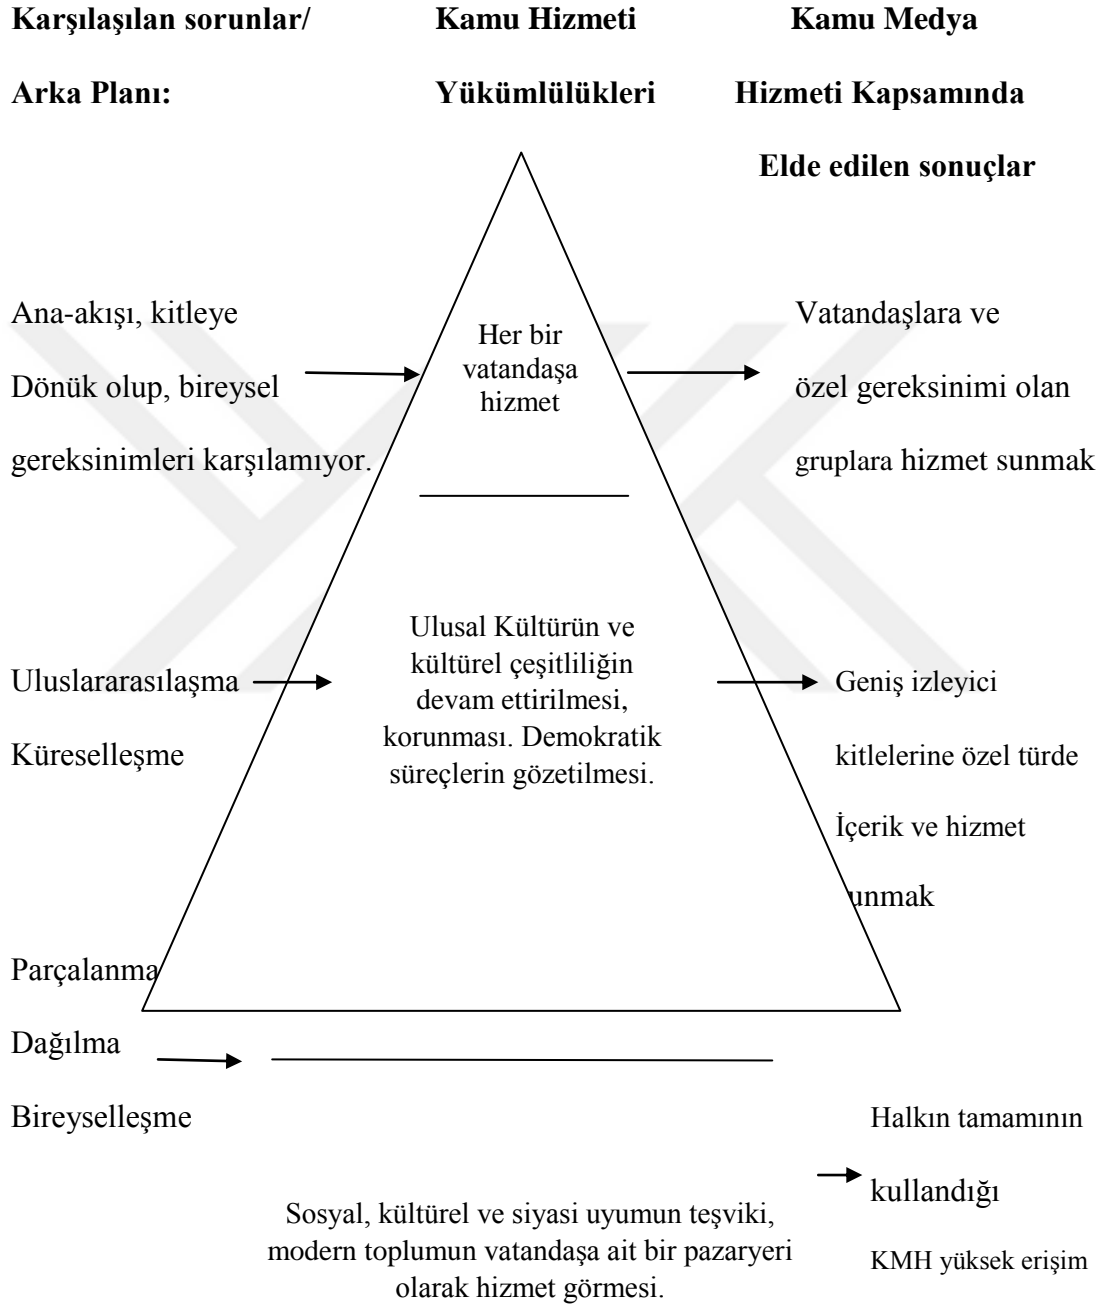 Karşılaşılan sorunlar/
Arka Planı:
Kamu Hizmeti
Yükümlülükleri
Kamu Medya
Hizmeti Kapsamında
Elde edilen sonuçlar
Ana-akışı, kitleye
Dönük olup, bireysel
gereksinimleri karşılamıyor.
Her bir
vatandaşa
hizmet
Vatandaşlara ve
özel gereksinimi olan
gruplara hizmet sunmak
Uluslararasılaşma
Küreselleşme
Ulusal Kültürün ve
kültürel çeşitliliğin
devam ettirilmesi,
korunması. Demokratik
süreçlerin gözetilmesi.
Geniş izleyici
kitlelerine özel türde
İçerik ve hizmet
unmak
Parçalanma
Dağılma
Bireyselleşme
Sosyal, kültürel ve siyasi uyumun teşviki,
modern toplumun vatandaşa ait bir pazaryeri
olarak hizmet görmesi.
Halkın tamamının
kullandığı
KMH yüksek erişim